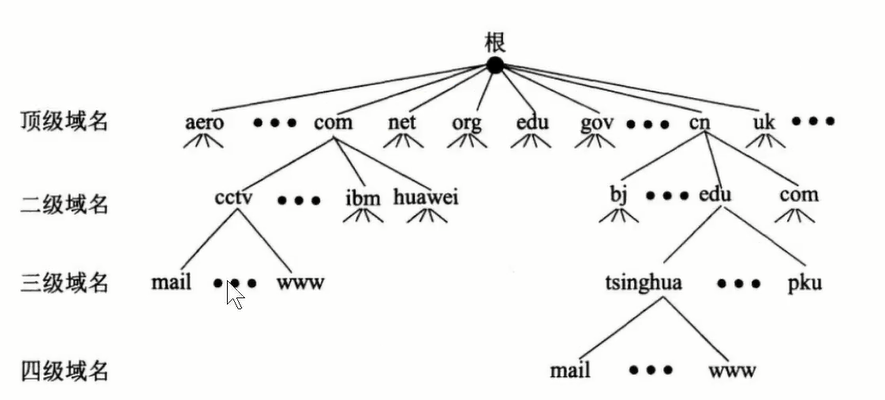 根
顶级域名 aero ••• com net org edu gov ••• cn uk •••
二级域名 cctv ••• ibm huawei bj ••• edu com
三级域名 mail ••• www tsinghua ••• pku
四级域名 mail ••• www